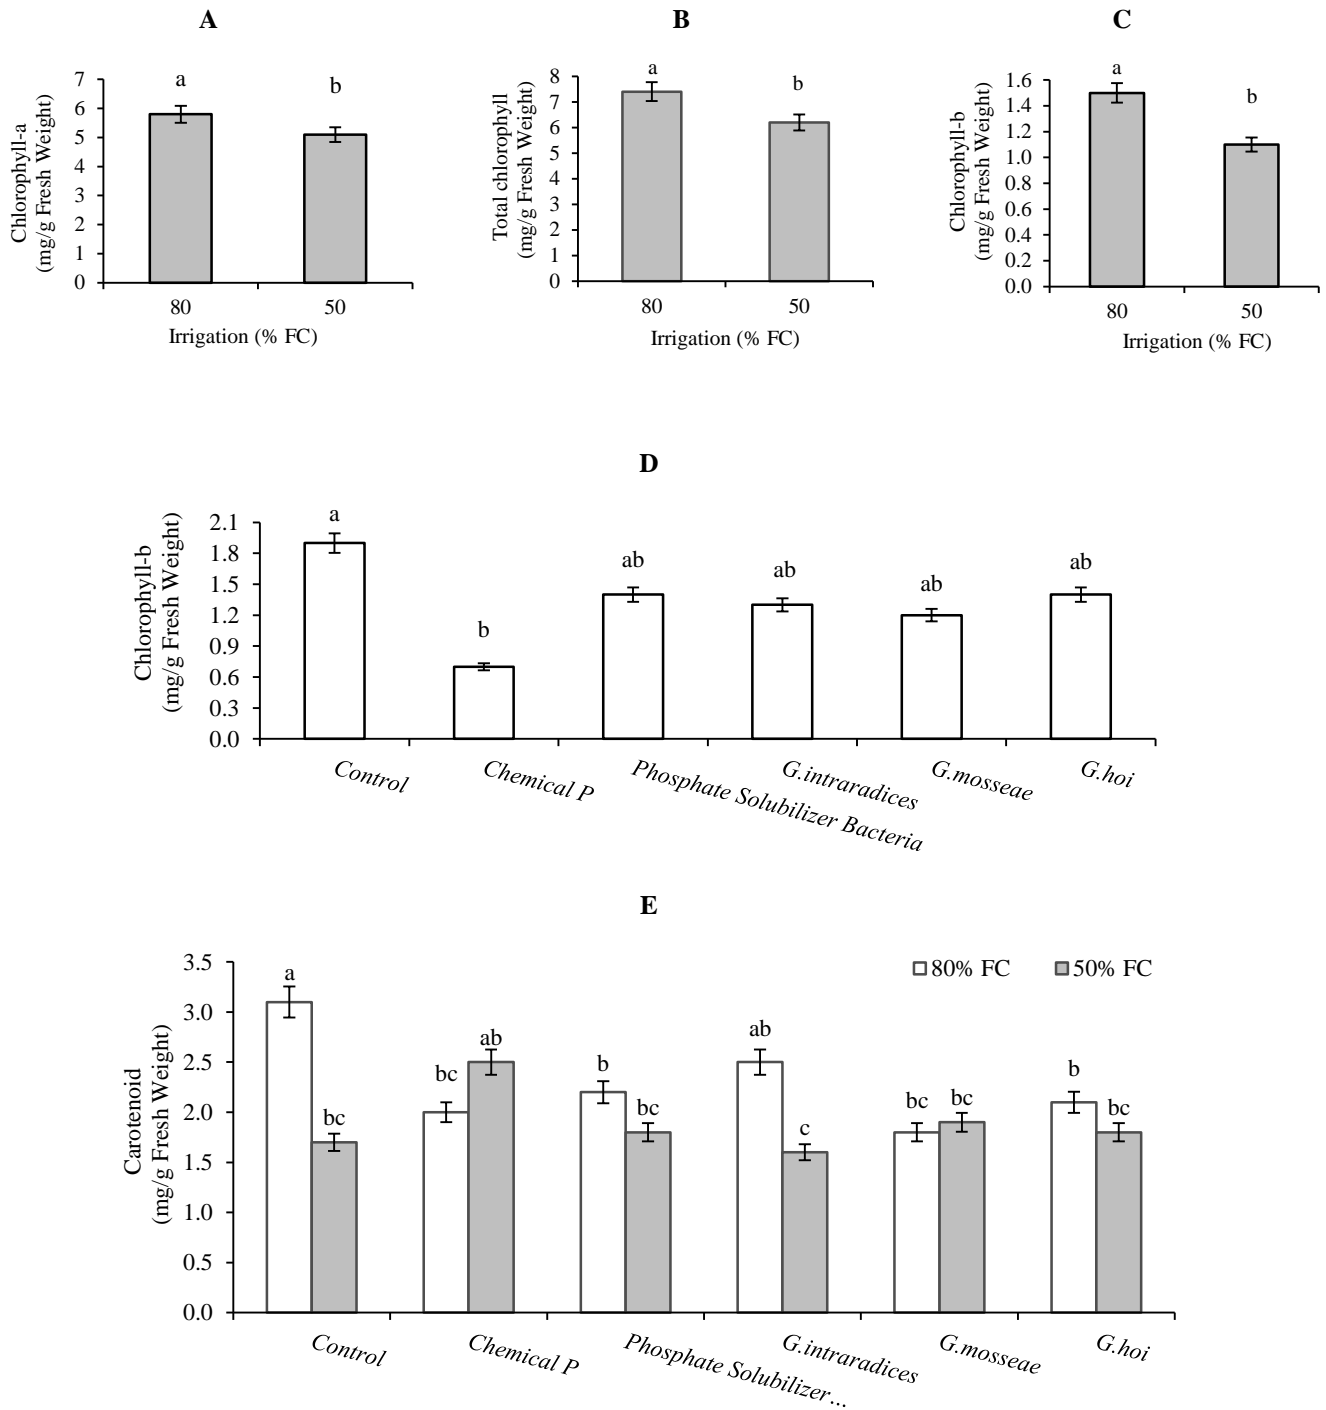 A
B
C
Chlorophyll-a
(mg/g Fresh Weight)
7
6
5
4
3
2
1
0
a
b
80
50
Irrigation (% FC)
Total chlorophyll
(mg/g Fresh Weight)
8
7
6
5
4
3
2
1
0
a
b
80
50
Irrigation (% FC)
Chlorophyll-b
(mg/g Fresh Weight)
1.6
1.4
1.2
1.0
0.8
0.6
0.4
0.2
0.0
a
b
80
50
Irrigation (% FC)
D
Chlorophyll-b
(mg/g Fresh Weight)
2.1
1.8
1.5
1.2
0.9
0.6
0.3
0.0
a
b
ab
ab
ab
ab
Control
Chemical P
Phosphate Solubilizer Bacteria
G.intraradices
G.mosseae
G.hoi
E
Carotenoid
(mg/g Fresh Weight)
3.5
3.0
2.5
2.0
1.5
1.0
0.5
0.0
80% FC
50% FC
a
bc
bc
ab
b
bc
ab
c
bc
bc
b
bc
Control
Chemical P
Phosphate Solubilizer...
G.intraradices
G.mosseae
G.hoi